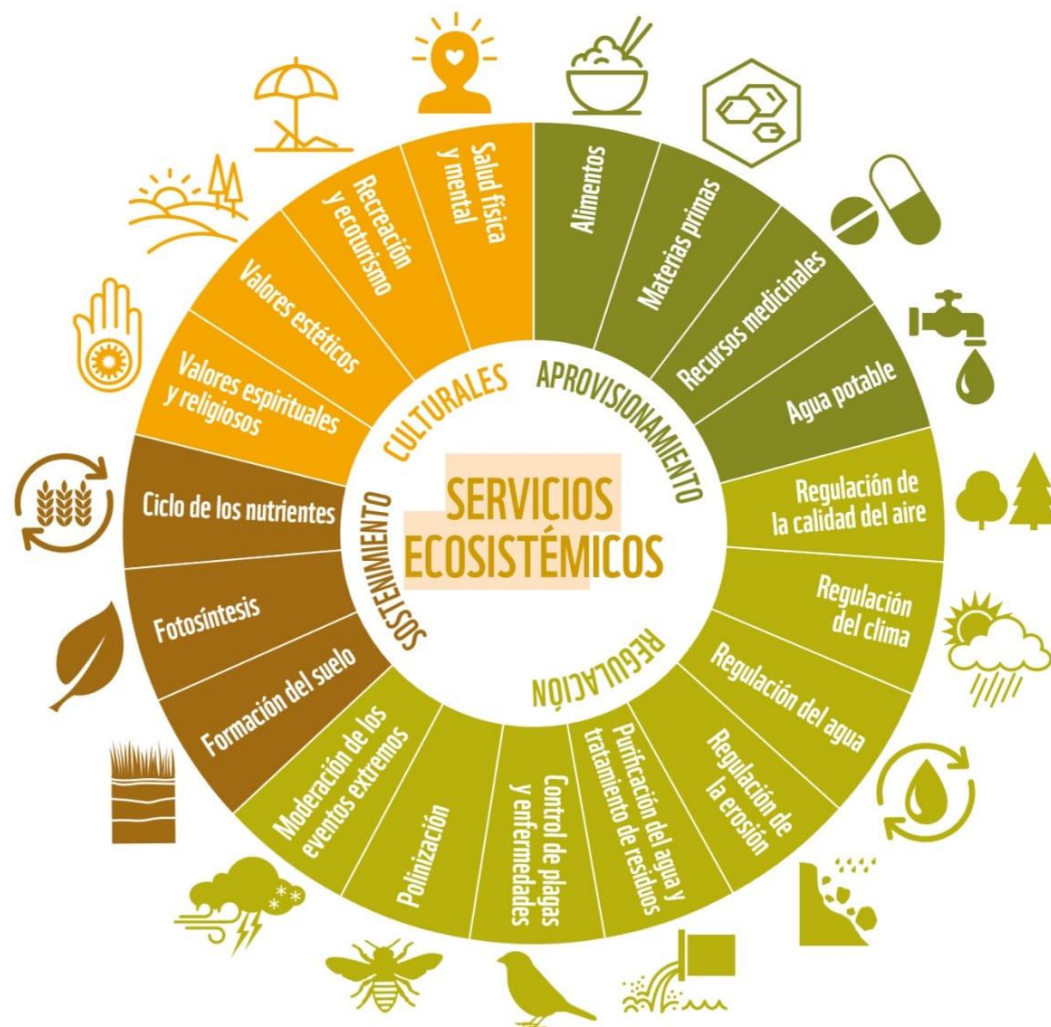 SERVICIOS
ECOSISTÉMICOS
APROVISIONAMIENTO
Alimentos
Materias primas
Recursos medicinales
Agua potable
REGULACIÓN
Regulación de
la calidad del aire
Regulación
del clima
Regulación del agua
Regulación de
la erosión
Purificación del agua y
tratamiento de residuos
Control de plagas
y enfermedades
Polinización
Moderación de los
eventos extremos
SOSTENIMIENTO
Formación del suelo
Fotosíntesis
Ciclo de los nutrientes
CULTURALES
Valores espirituales
y religiosos
Valores estéticos
Recreación
y ecoturismo
Salud física
y mental